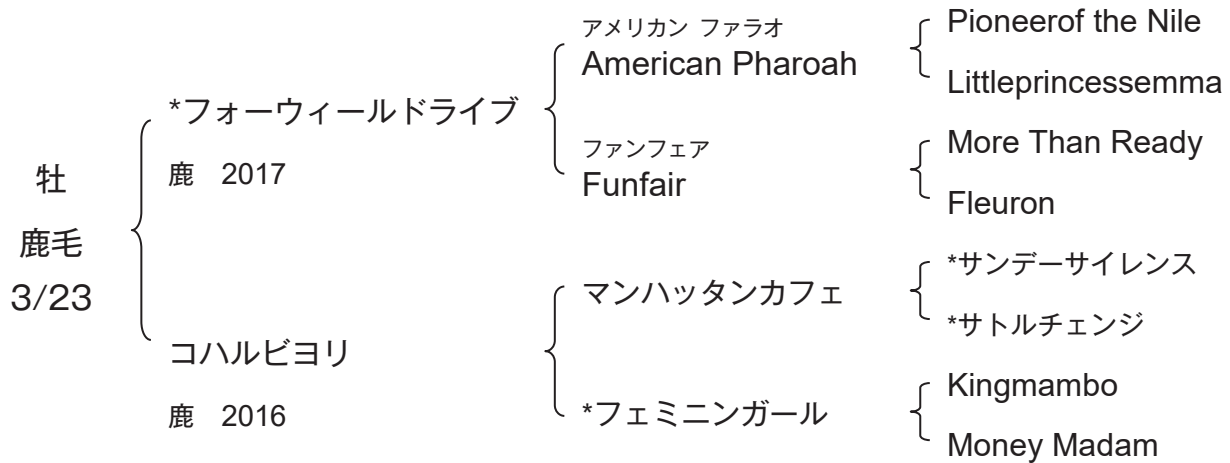 牡
鹿毛
3/23
*フォーウィールドライブ
鹿 2017
コハルビヨリ
鹿 2016
アメリカン ファラオ
American Pharoah
ファンフェア
Funfair
マンハッタンカフェ
*フェミニンガール
Pioneerof the Nile
Littleprincessemma
More Than Ready
Fleuron
*サンデーサイレンス
*サトルチェンジ
Kingmambo
Money Madam